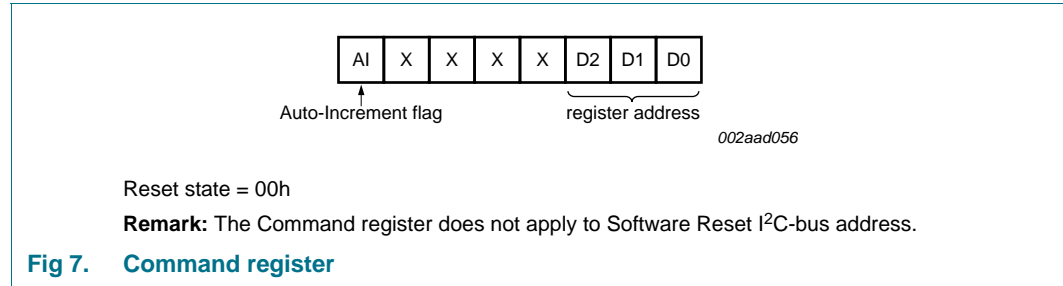 AI X X X X D2 D1 D0
Auto-Increment flag register address
002aad056
Reset state = 00h
Remark: The Command register does not apply to Software Reset I²C-bus address.
Fig 7. Command register